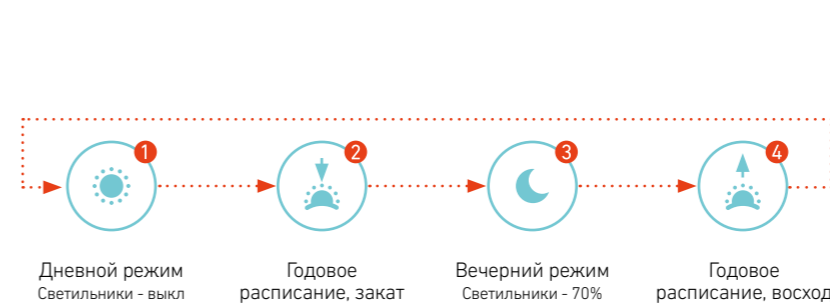 1
2
3
4
Дневной режим
Светильники - выкл
Годовое
расписание, закат
Вечерний режим
Светильники - 70%
Годовое
расписание, восход